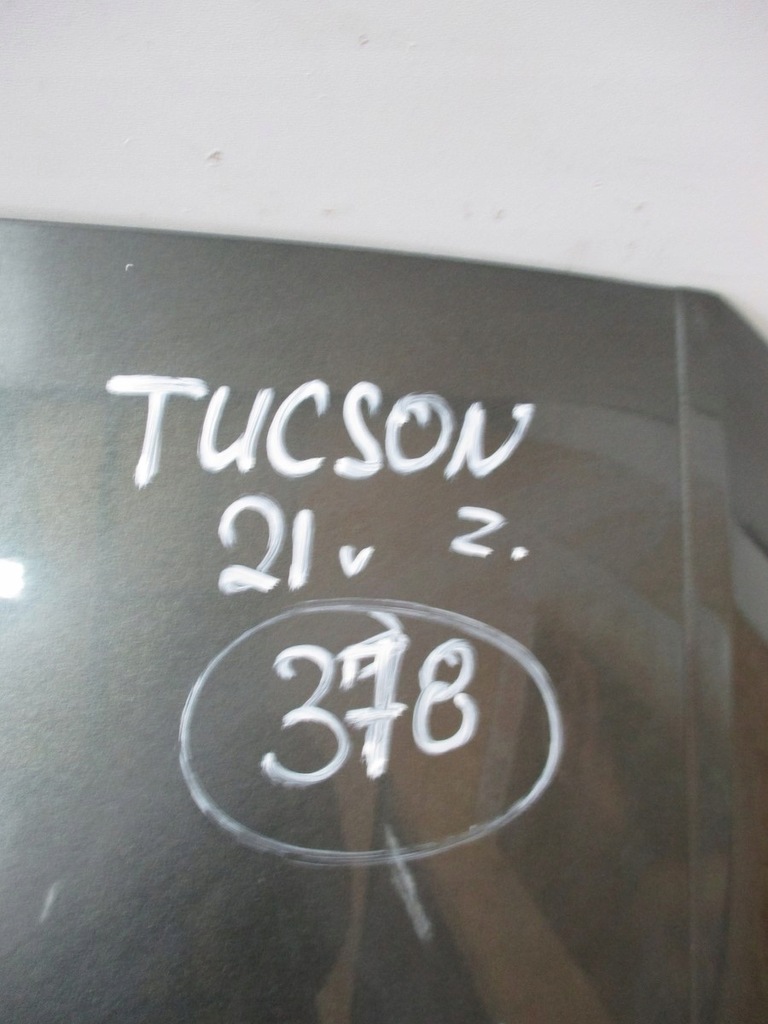 TUCSON
21 v г.
378